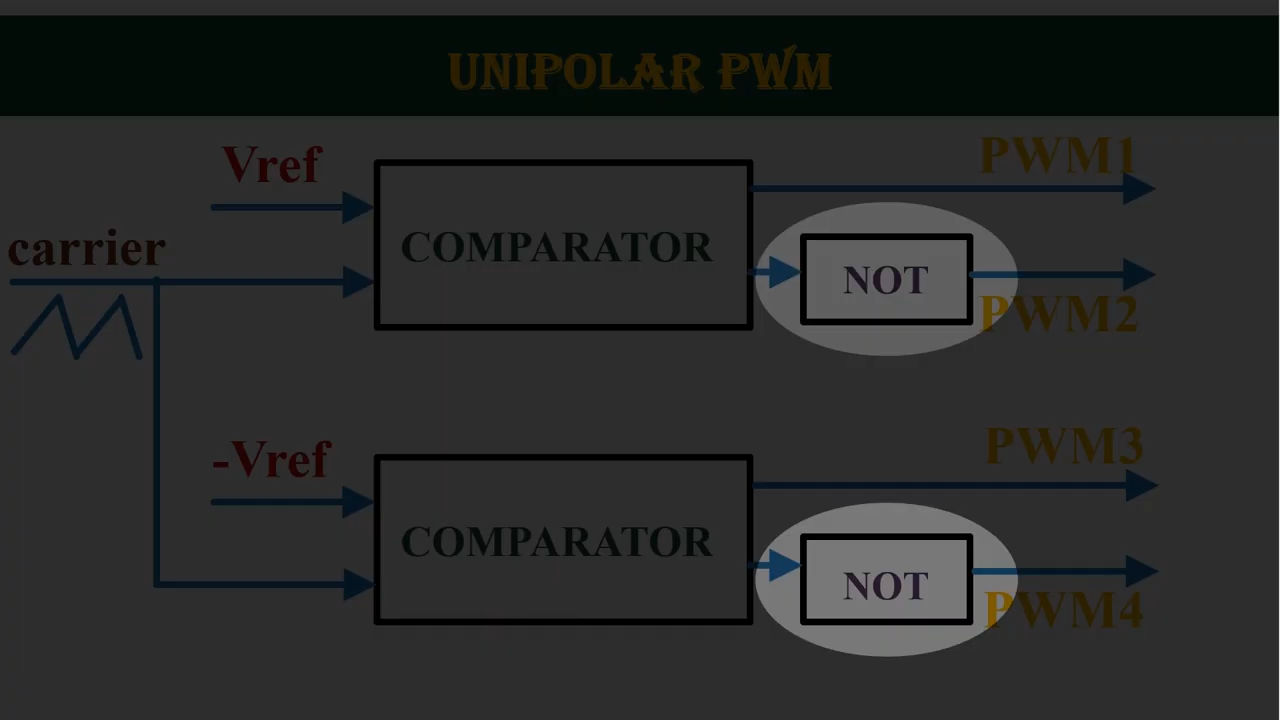 UNIPOLAR PWM
Vref
PWM1
carrier
COMPARATOR
NOT
PWM2
-Vref
PWM3
COMPARATOR
NOT
PWM4